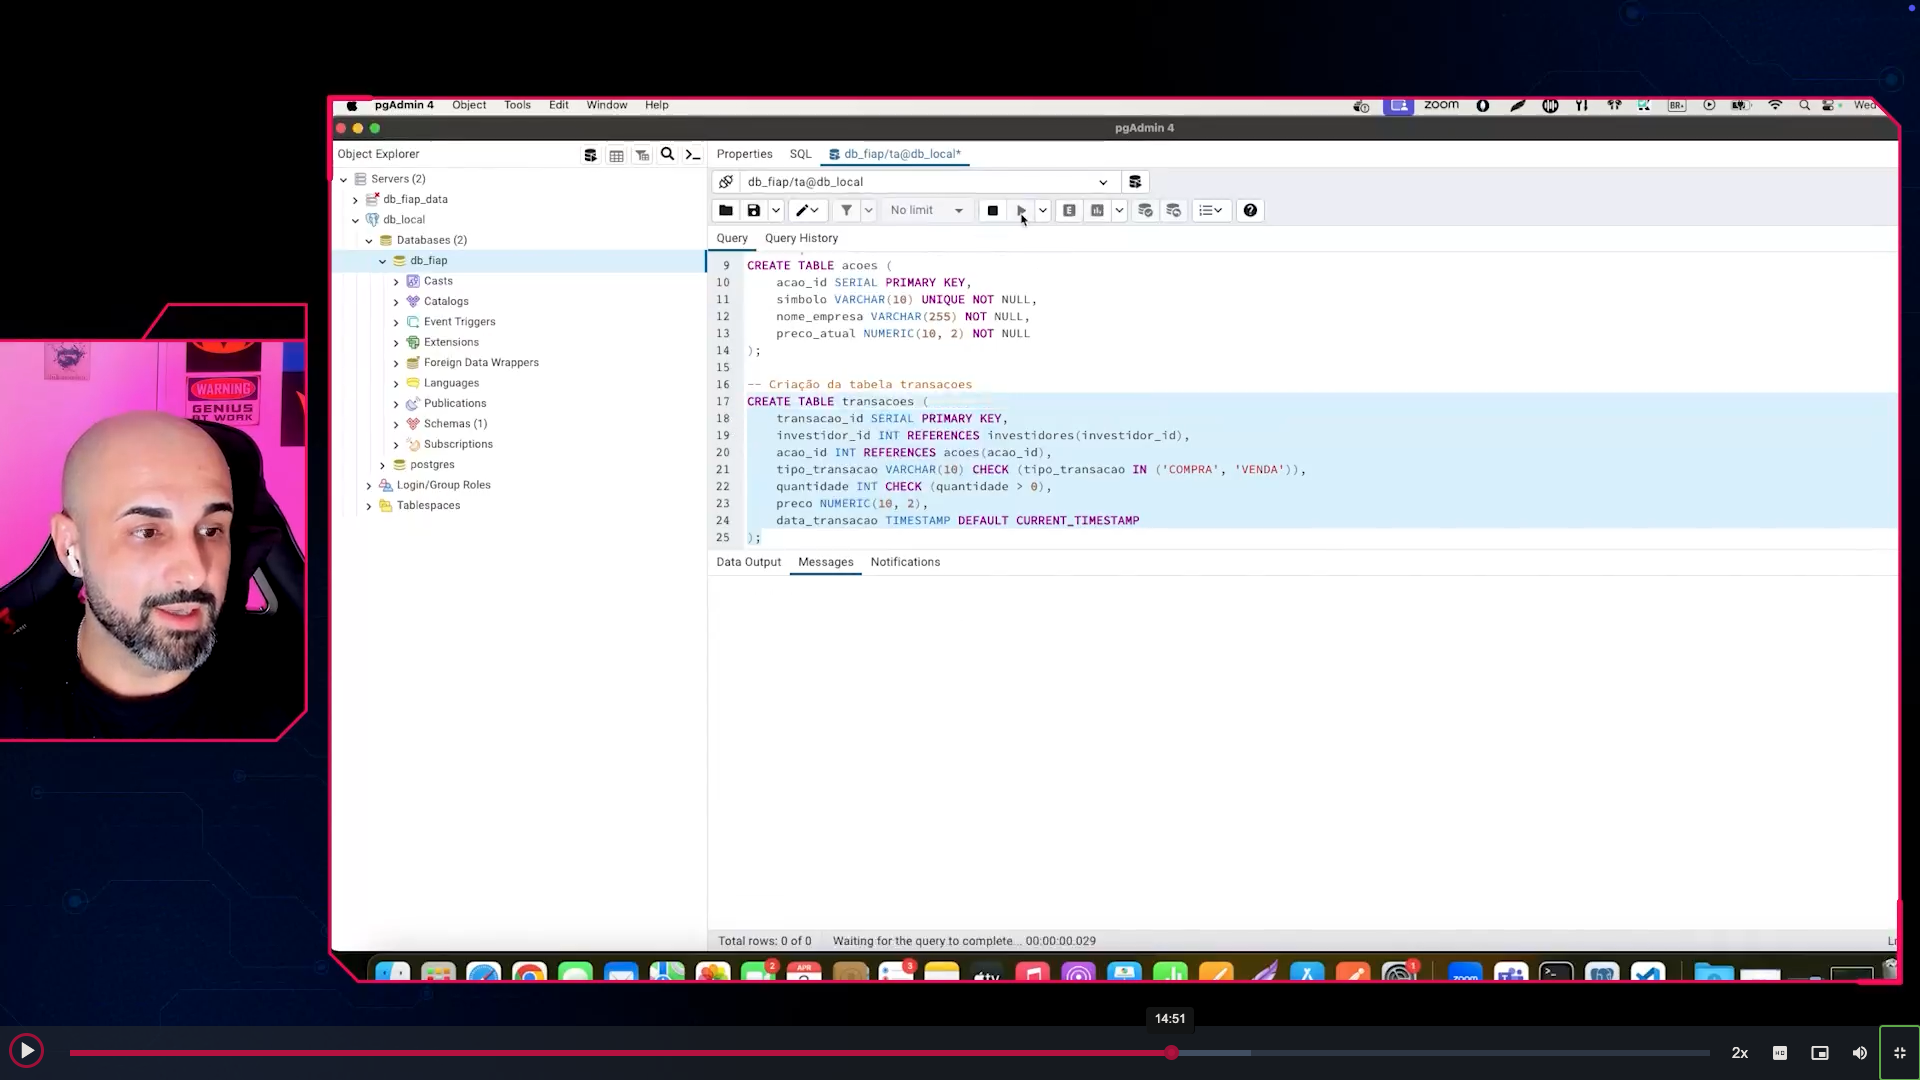 pgAdmin 4 Object Tools Edit Window Help
zoom
BR
Wed
pgAdmin 4
Object Explorer
Properties SQL db_fiap/ta@db_local*
Servers (2)
db_fiap_data
db_local
Databases (2)
db_fiap
Casts
Catalogs
Event Triggers
Extensions
Foreign Data Wrappers
Languages
Publications
Schemas (1)
Subscriptions
postgres
Login/Group Roles
Tablespaces
db_fiap/ta@db_local
No limit
E
Query Query History
9 CREATE TABLE acoes (
10 acao_id SERIAL PRIMARY KEY,
11 simbolo VARCHAR(10) UNIQUE NOT NULL,
12 nome_empresa VARCHAR(255) NOT NULL,
13 preco_atual NUMERIC(10, 2) NOT NULL
14 );
15
16 -- Criação da tabela transacoes
17 CREATE TABLE transacoes (
18 transacao_id SERIAL PRIMARY KEY,
19 investidor_id INT REFERENCES investidores(investidor_id),
20 acao_id INT REFERENCES acoes(acao_id),
21 tipo_transacao VARCHAR(10) CHECK (tipo_transacao IN ('COMPRA', 'VENDA')),
22 quantidade INT CHECK (quantidade > 0),
23 preco NUMERIC(10, 2),
24 data_transacao TIMESTAMP DEFAULT CURRENT_TIMESTAMP
25 );
Data Output Messages Notifications
Total rows: 0 of 0 Waiting for the query to complete... 00:00:00.029
WARNING
GENIUS
AT WORK
2
APR
3
tv
1
zoom
14:51
2x
HD